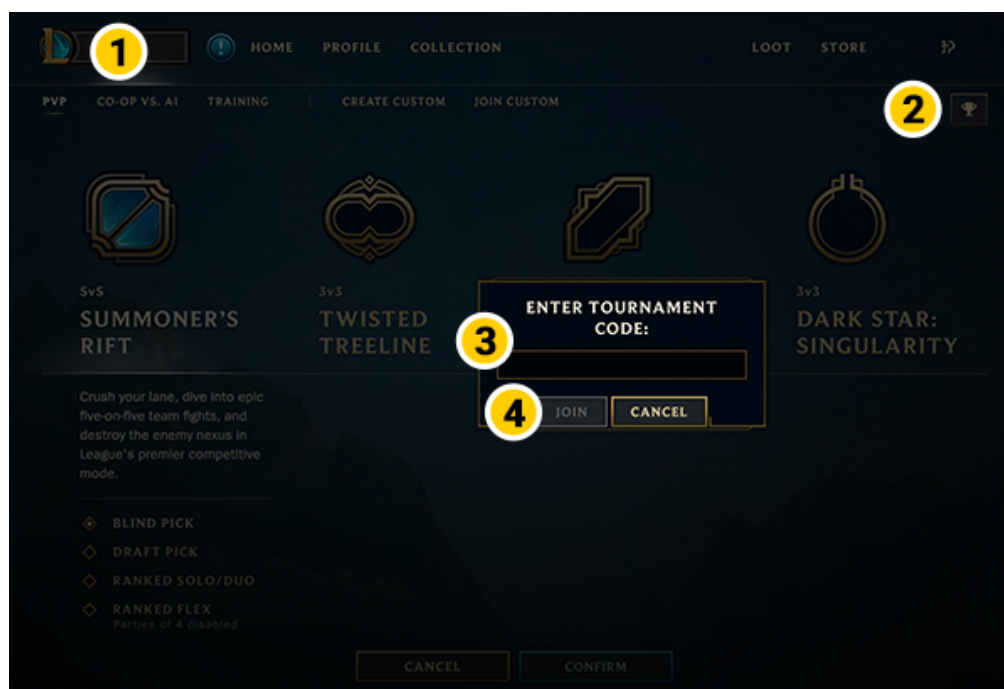 1
HOME PROFILE COLLECTION LOOT STORE
PVP CO-OP VS. AI TRAINING CREATE CUSTOM JOIN CUSTOM
2
5v5
SUMMONER'S
RIFT
3v3
TWISTED
TREELINE
3v3
DARK STAR:
SINGULARITY
ENTER TOURNAMENT
CODE:
3
4
JOIN CANCEL
Crush your lane, dive into epic
five-on-five team fights, and
destroy the enemy nexus in
League's premier competitive
mode.
BLIND PICK
DRAFT PICK
RANKED SOLO/DUO
RANKED FLEX
Parties of 4 disabled
CANCEL CONFIRM